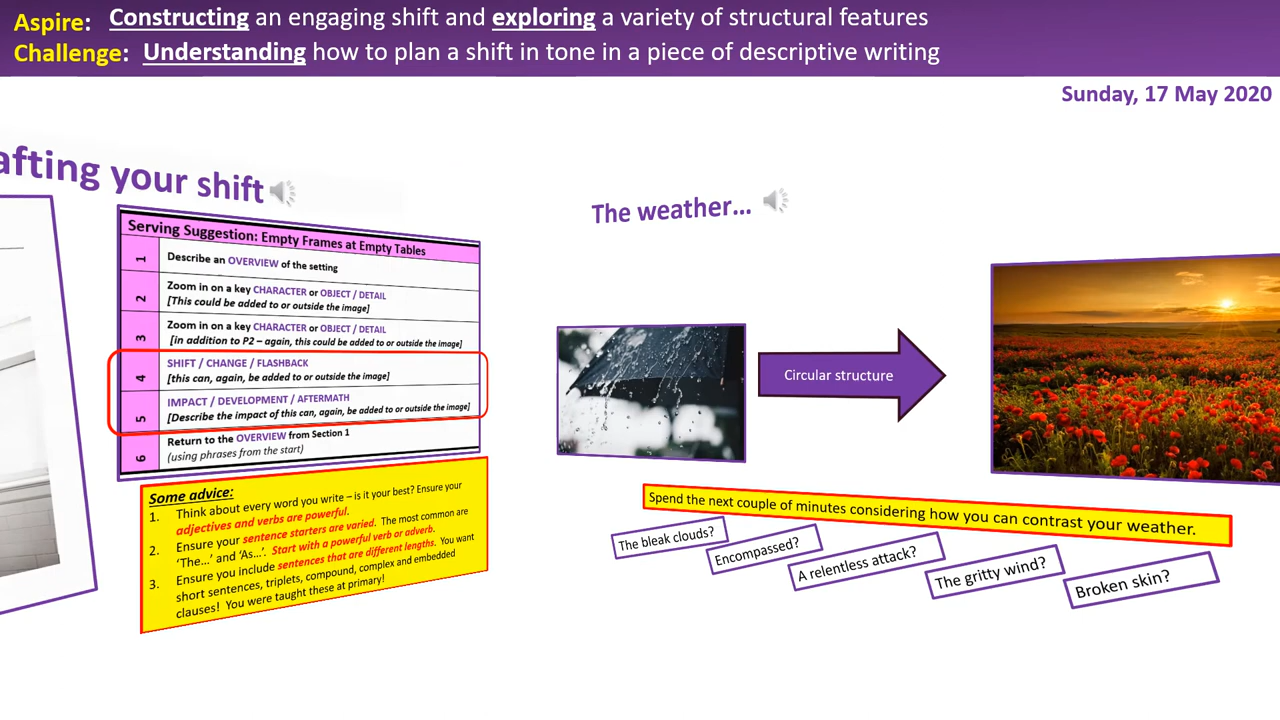 Aspire: Constructing an engaging shift and exploring a variety of structural features
Challenge: Understanding how to plan a shift in tone in a piece of descriptive writing
Sunday, 17 May 2020
afting your shift
Serving Suggestion: Empty Frames at Empty Tables
1 Describe an OVERVIEW of the setting
2 Zoom in on a key CHARACTER or OBJECT / DETAIL
[This could be added to or outside the image]
3 Zoom in on a key CHARACTER or OBJECT / DETAIL
[in addition to P2 – again, this could be added to or outside the image]
4 SHIFT / CHANGE / FLASHBACK
[this can, again, be added to or outside the image]
5 IMPACT / DEVELOPMENT / AFTERMATH
[Describe the impact of this can, again, be added to or outside the image]
6 Return to the OVERVIEW from Section 1
(using phrases from the start)
Some advice:
1. Think about every word you write – is it your best? Ensure your
adjectives and verbs are powerful.
2. Ensure your sentence starters are varied. The most common are
‘The…’ and ‘As…’. Start with a powerful verb or adverb.
3. Ensure you include sentences that are different lengths. You want
short sentences, triplets, compound, complex and embedded
clauses! You were taught these at primary!
The weather…
Circular structure
Spend the next couple of minutes considering how you can contrast your weather.
The bleak clouds?
Encompassed?
A relentless attack?
The gritty wind?
Broken skin?